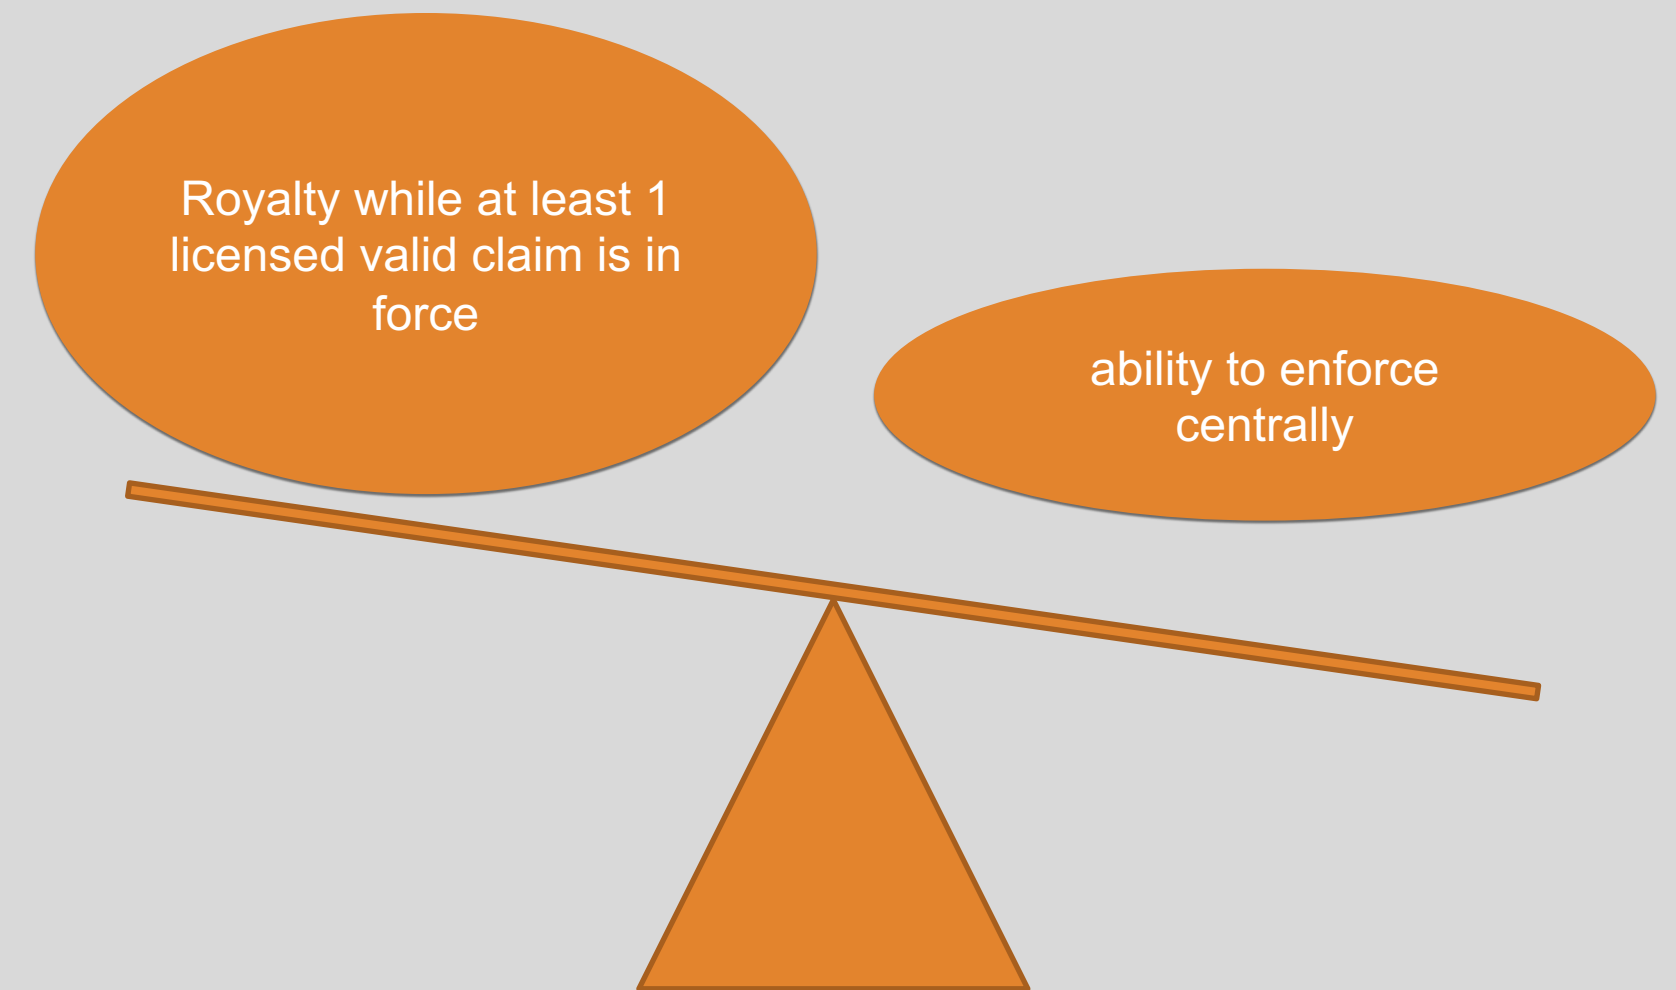 Royalty while at least 1
licensed valid claim is in
force
ability to enforce
centrally